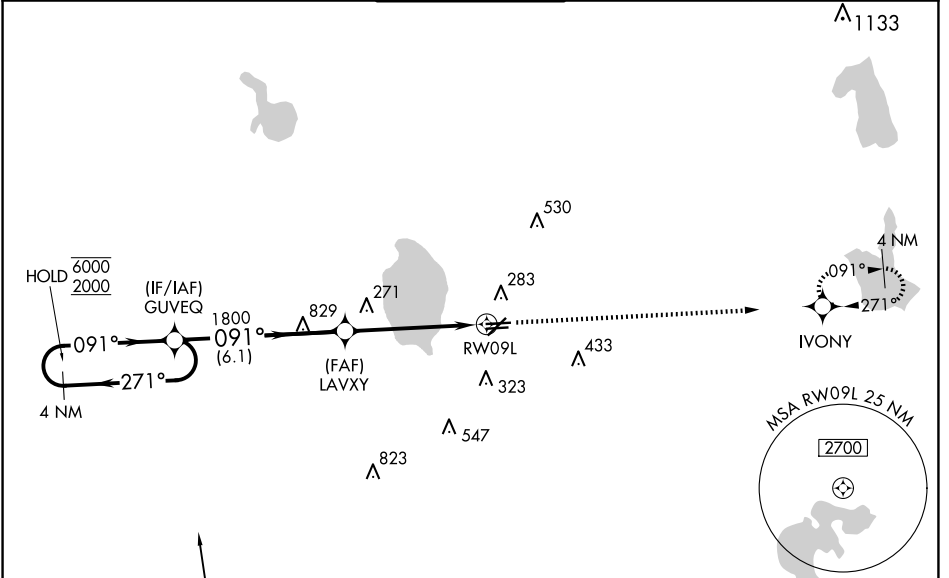 1133
530
4 NM
HOLD 6000
2000
(IF/IAF)
GUVEQ
091°
271°
271
283
1800
829
091°
091°
(6.1)
RW09L
IVONY
433
(FAF)
LAVXY
271°
323
4 NM
547
823
MSA RW09L 25 NM
2700